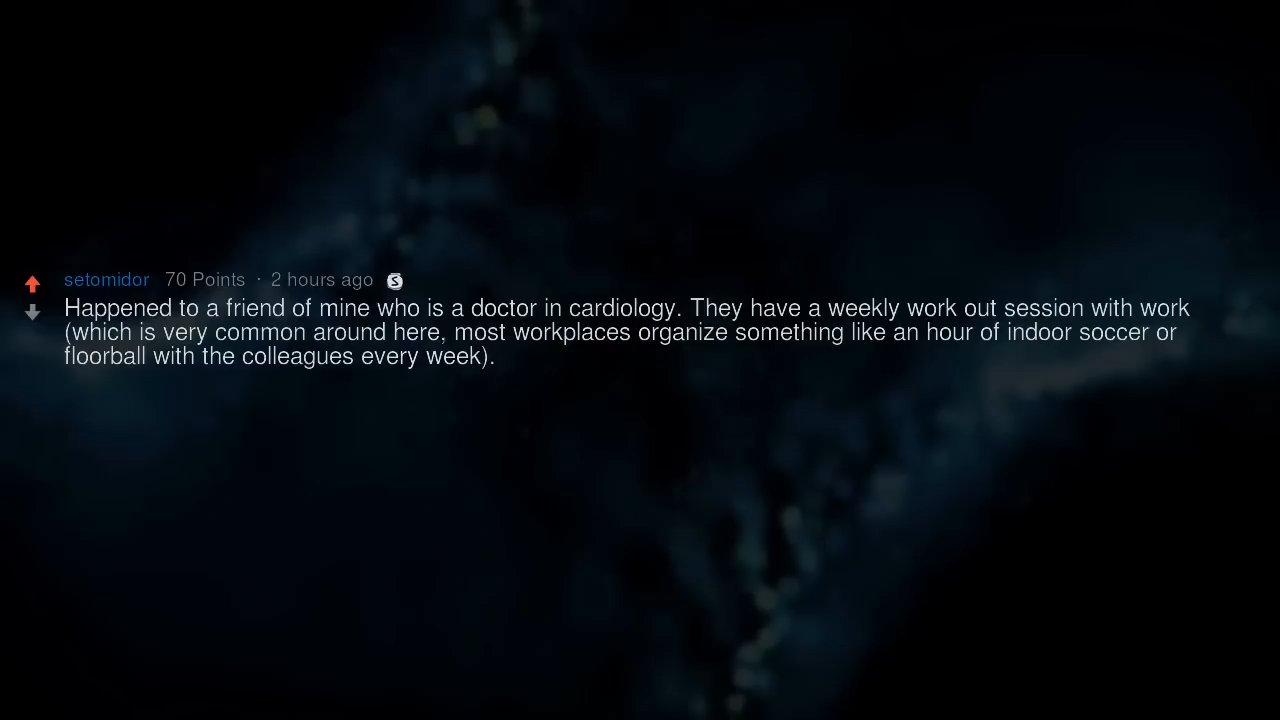 setomidor 70 Points · 2 hours ago S
Happened to a friend of mine who is a doctor in cardiology. They have a weekly work out session with work
(which is very common around here, most workplaces organize something like an hour of indoor soccer or
floorball with the colleagues every week).